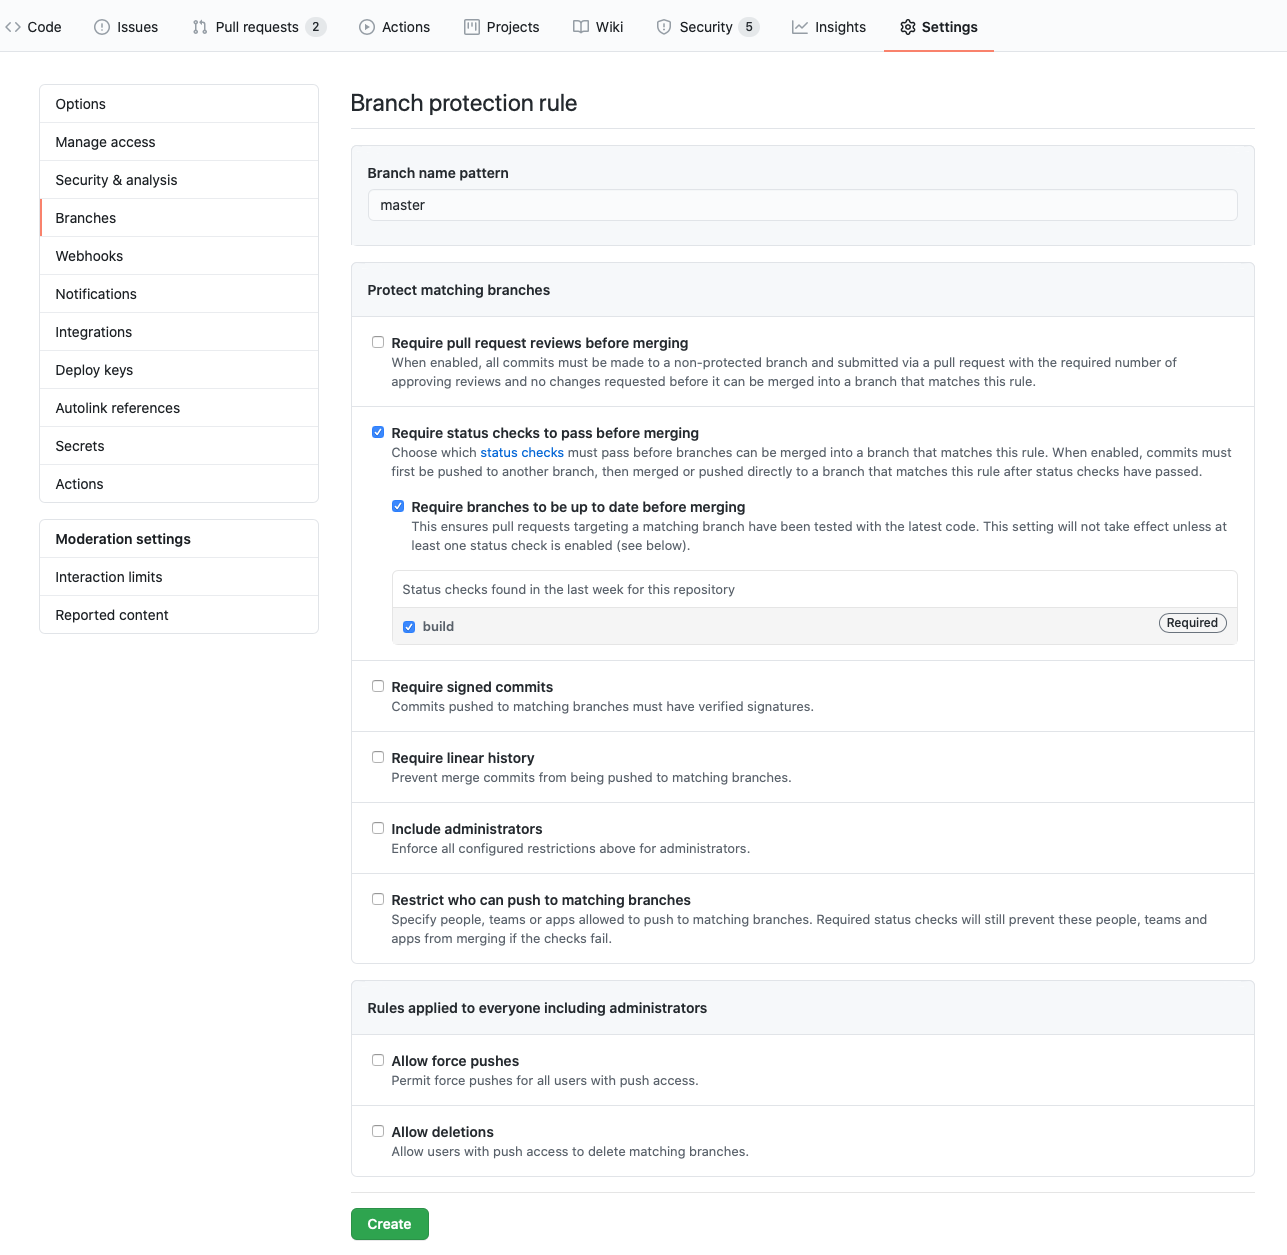 Code Issues Pull requests 2 Actions Projects Wiki Security 5 Insights Settings
Options
Manage access
Security & analysis
Branches
Webhooks
Notifications
Integrations
Deploy keys
Autolink references
Secrets
Actions
Moderation settings
Interaction limits
Reported content
Branch protection rule
Branch name pattern
master
Protect matching branches
Require pull request reviews before merging
When enabled, all commits must be made to a non-protected branch and submitted via a pull request with the required number of
approving reviews and no changes requested before it can be merged into a branch that matches this rule.
Require status checks to pass before merging
Choose which status checks must pass before branches can be merged into a branch that matches this rule. When enabled, commits must
first be pushed to another branch, then merged or pushed directly to a branch that matches this rule after status checks have passed.
Require branches to be up to date before merging
This ensures pull requests targeting a matching branch have been tested with the latest code. This setting will not take effect unless at
least one status check is enabled (see below).
Status checks found in the last week for this repository
build Required
Require signed commits
Commits pushed to matching branches must have verified signatures.
Require linear history
Prevent merge commits from being pushed to matching branches.
Include administrators
Enforce all configured restrictions above for administrators.
Restrict who can push to matching branches
Specify people, teams or apps allowed to push to matching branches. Required status checks will still prevent these people, teams and
apps from merging if the checks fail.
Rules applied to everyone including administrators
Allow force pushes
Permit force pushes for all users with push access.
Allow deletions
Allow users with push access to delete matching branches.
Create